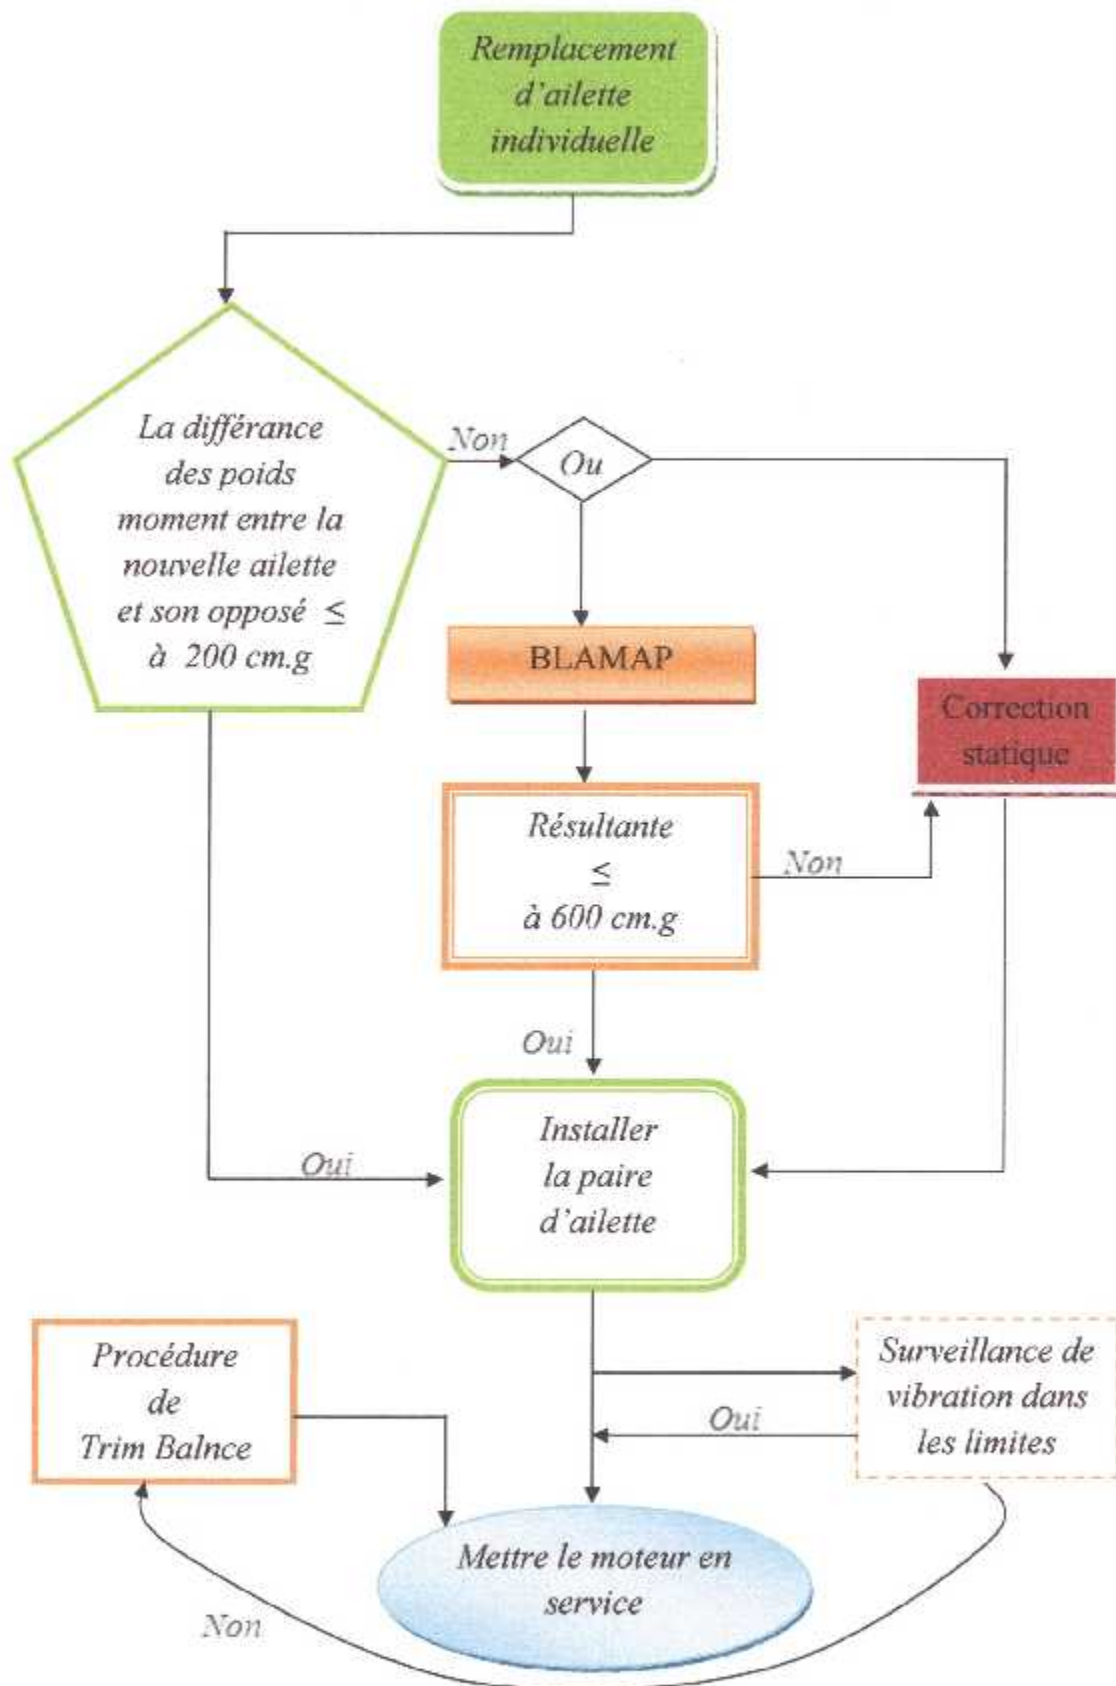 Remplacement
d'ailette
individuelle
La différance
des poids
moment entre la
nouvelle ailette
et son opposé ≤
à 200 cm.g
Non
Ou
BLAMAP
Correction
statique
Résultante
≤
à 600 cm.g
Non
Oui
Installer
la paire
d'ailette
Oui
Procédure
de
Trim Balnce
Surveillance de
vibration dans
les limites
Oui
Mettre le moteur en
service
Non